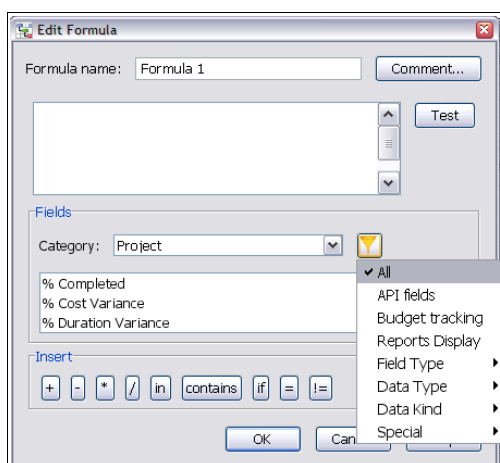 Edit Formula
Formula name: Formula 1 Comment...
Test
Fields
Category: Project
% Completed
% Cost Variance
% Duration Variance
✔ All
API fields
Budget tracking
Reports Display
Field Type
Data Type
Data Kind
Special
Insert
+ - * / in contains if = !=
OK Can